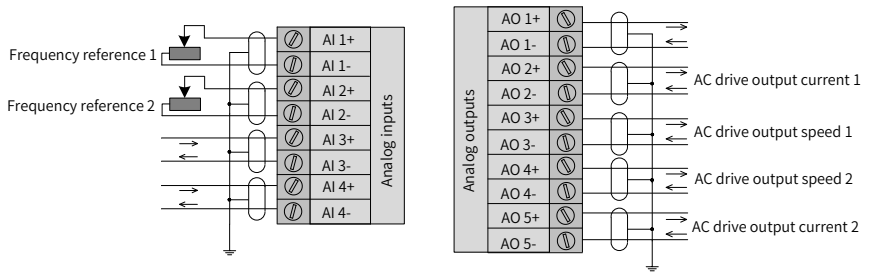 Frequency reference 1
Frequency reference 2
AI 1+
AI 1-
AI 2+
AI 2-
AI 3+
AI 3-
AI 4+
AI 4-
Analog inputs
Analog outputs
AO 1+
AO 1-
AO 2+
AO 2-
AO 3+
AO 3-
AO 4+
AO 4-
AO 5+
AO 5-
AC drive output current 1
AC drive output speed 1
AC drive output speed 2
AC drive output current 2